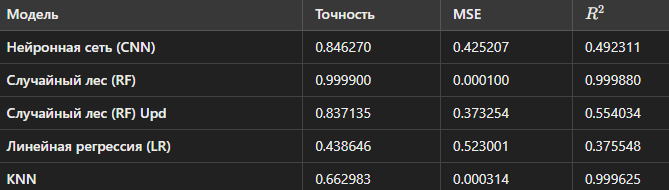 Модель Точность MSE R²
Нейронная сеть (CNN) 0.846270 0.425207 0.492311
Случайный лес (RF) 0.999900 0.000100 0.999880
Случайный лес (RF) Upd 0.837135 0.373254 0.554034
Линейная регрессия (LR) 0.438646 0.523001 0.375548
KNN 0.662983 0.000314 0.999625